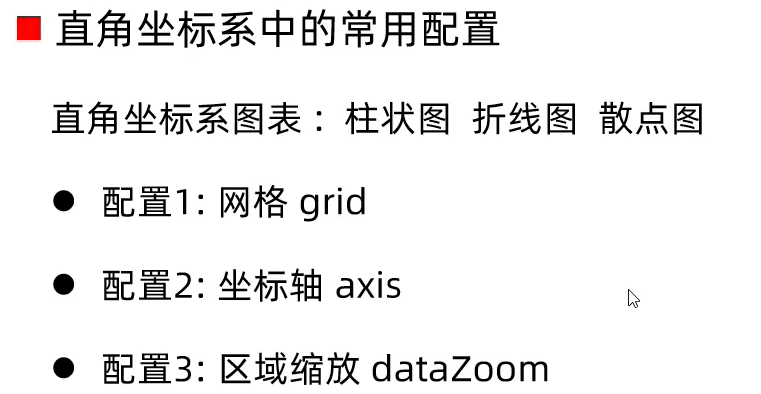 直角坐标系中的常用配置
直角坐标系图表： 柱状图 折线图 散点图
配置1: 网格 grid
配置2: 坐标轴 axis
配置3: 区域缩放 dataZoom